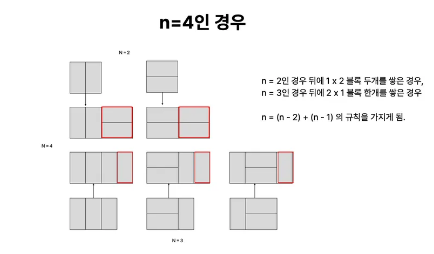 n=4인 경우
N=2
n = 2인 경우 뒤에 1 x 2 블록 두개를 쌓은 경우,
n = 3인 경우 뒤에 2 x 1 블록 한개를 쌓은 경우
n = (n - 2) + (n - 1) 의 규칙을 가지게 됨.
N=4
N=3